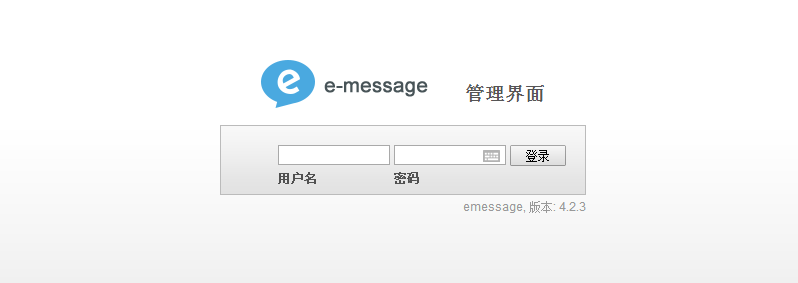 e-message 管理界面
登录
用户名 密码
emessage, 版本: 4.2.3